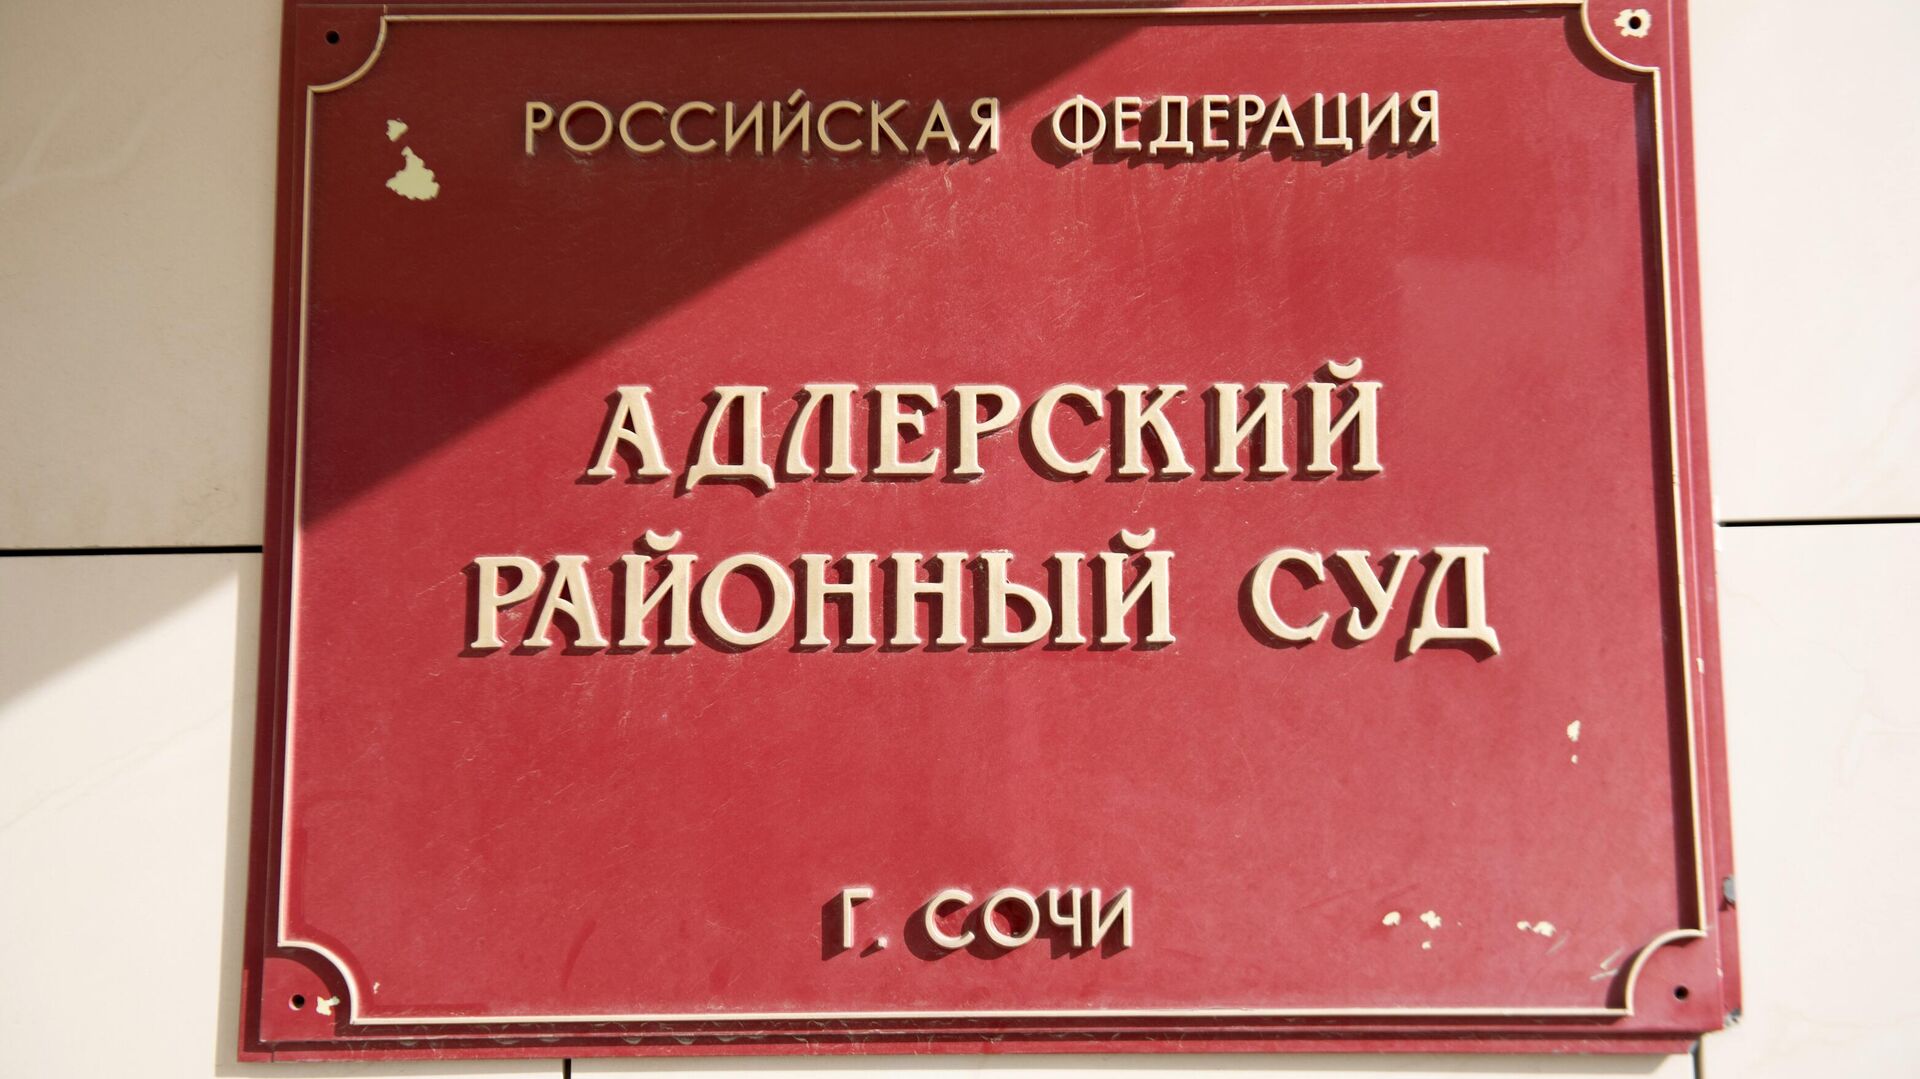 РОССИЙСКАЯ ФЕДЕРАЦИЯ
АДЛЕРСКИЙ
РАЙОННЫЙ СУД
Г. СОЧИ